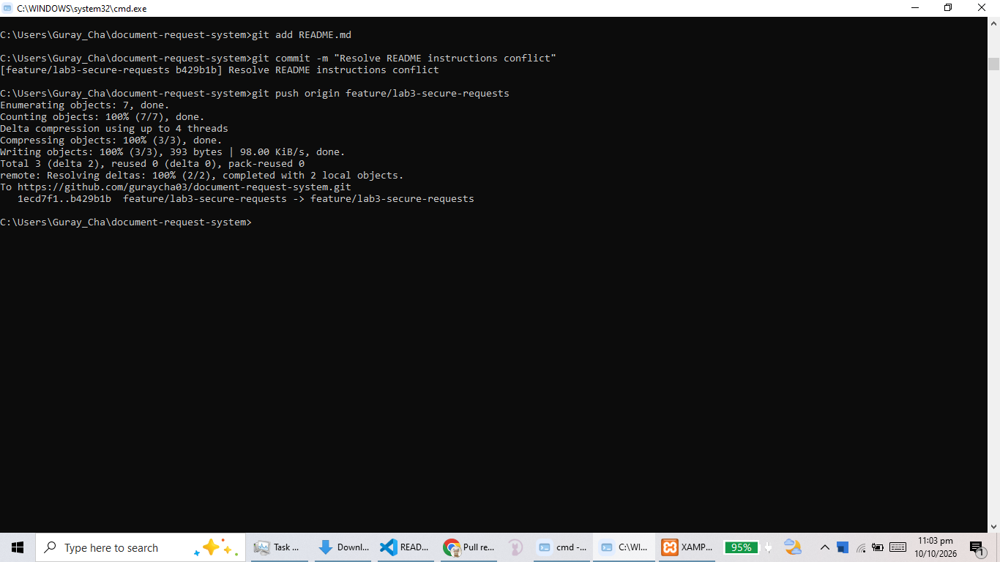 C:\WINDOWS\system32\cmd.exe
C:\Users\Guray_Cha\document-request-system>git add README.md
C:\Users\Guray_Cha\document-request-system>git commit -m "Resolve README instructions conflict"
[feature/lab3-secure-requests b429b1b] Resolve README instructions conflict
C:\Users\Guray_Cha\document-request-system>git push origin feature/lab3-secure-requests
Enumerating objects: 7, done.
Counting objects: 100% (7/7), done.
Delta compression using up to 4 threads
Compressing objects: 100% (3/3), done.
Writing objects: 100% (3/3), 393 bytes | 98.00 KiB/s, done.
Total 3 (delta 2), reused 0 (delta 0), pack-reused 0
remote: Resolving deltas: 100% (2/2), completed with 2 local objects.
To https://github.com/guraycha03/document-request-system.git
   1ecd7f1..b429b1b  feature/lab3-secure-requests -> feature/lab3-secure-requests
C:\Users\Guray_Cha\document-request-system>
Type here to search
Task ...
Downl...
READ...
Pull re...
cmd -...
C:\WI...
XAMP...
95%
11:03 pm
10/10/2026
1